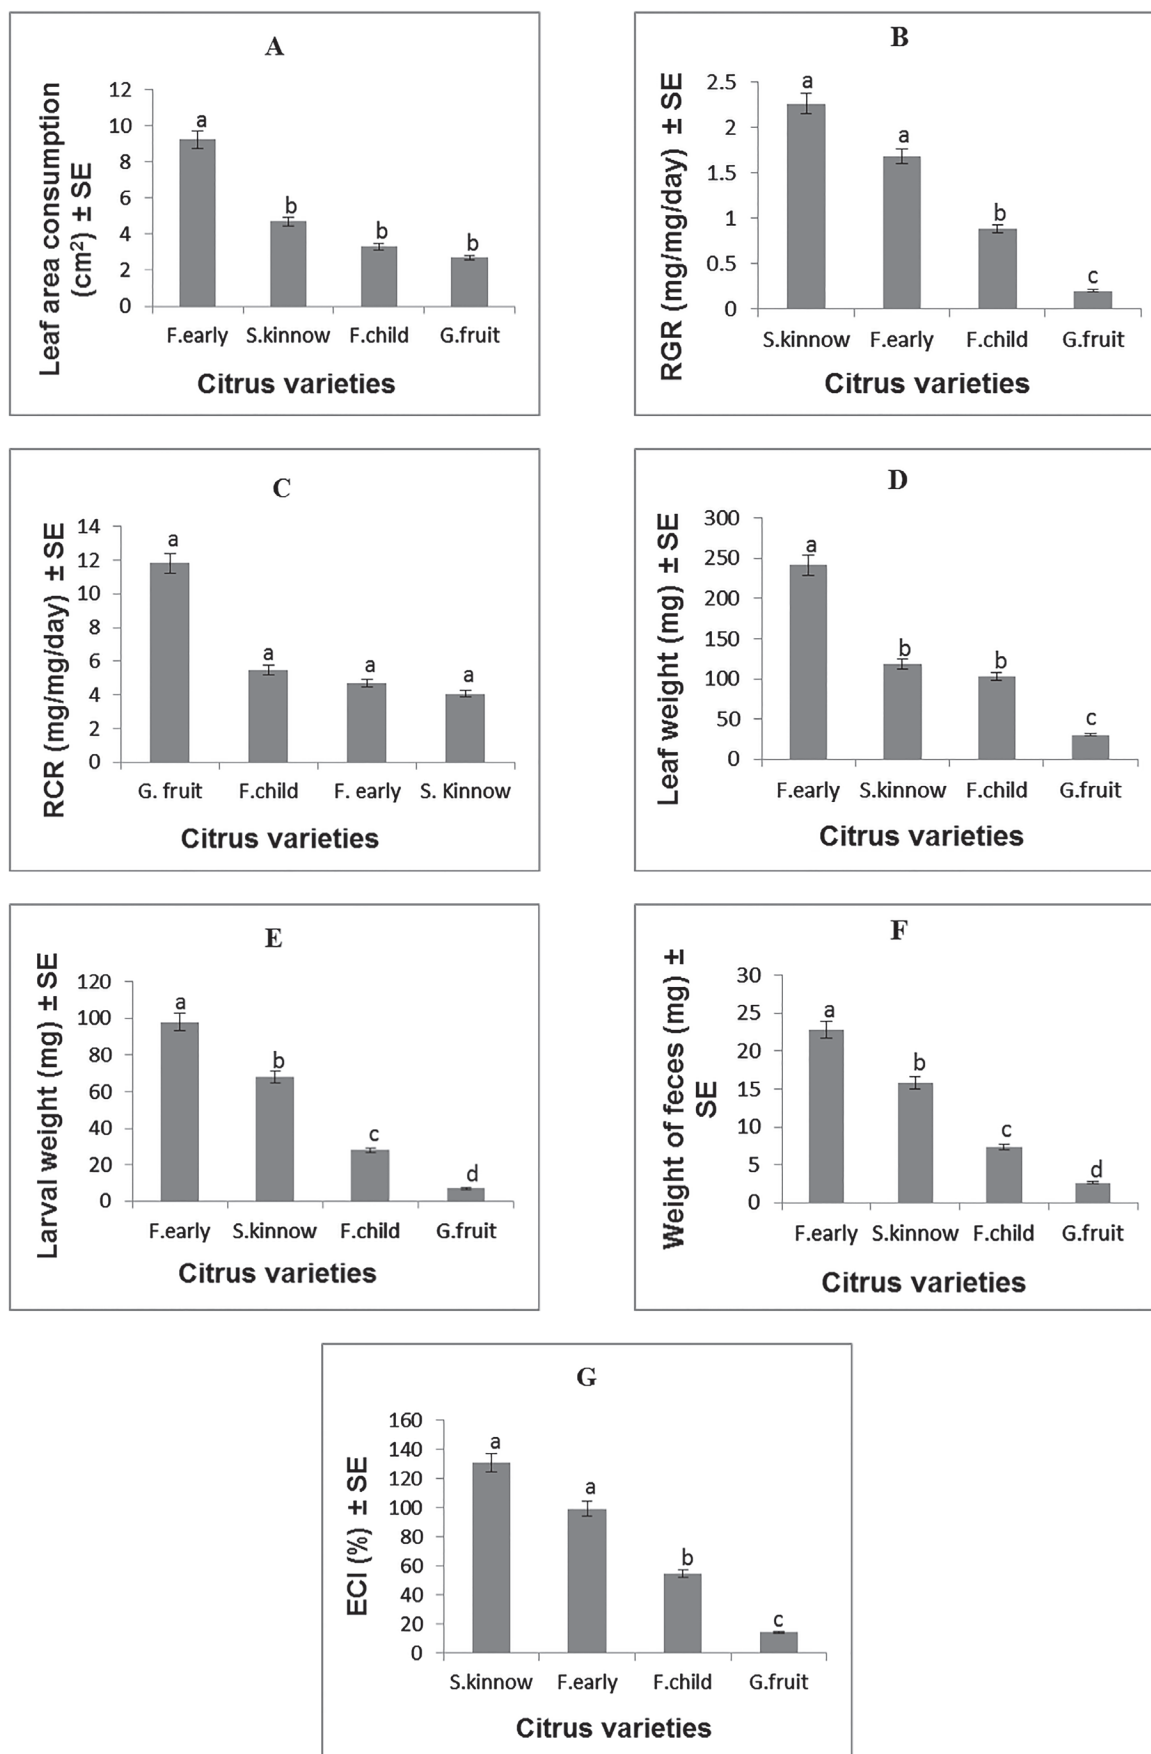 A
Leaf area consumption
(cm²) ± SE
12
10
8
6
4
2
0
a
b
b
b
F.early S.kinnow F.child G.fruit
Citrus varieties
B
RGR (mg/mg/day) ± SE
2.5
2
1.5
1
0.5
0
a
a
b
c
S.kinnow F.early F.child G.fruit
Citrus varieties
C
RCR (mg/mg/day) ± SE
14
12
10
8
6
4
2
0
a
a
a
a
G. fruit F.child F. early S. Kinnow
Citrus varieties
D
Leaf weight (mg) ± SE
300
250
200
150
100
50
0
a
b
b
c
F.early S.kinnow F.child G.fruit
Citrus varieties
E
Larval weight (mg) ± SE
120
100
80
60
40
20
0
a
b
c
d
F.early S.kinnow F.child G.fruit
Citrus varieties
F
Weight of feces (mg) ±
SE
30
25
20
15
10
5
0
a
b
c
d
F.early S.kinnow F.child G.fruit
Citrus varieties
G
ECI (%) ± SE
160
140
120
100
80
60
40
20
0
a
a
b
c
S.kinnow F.early F.child G.fruit
Citrus varieties